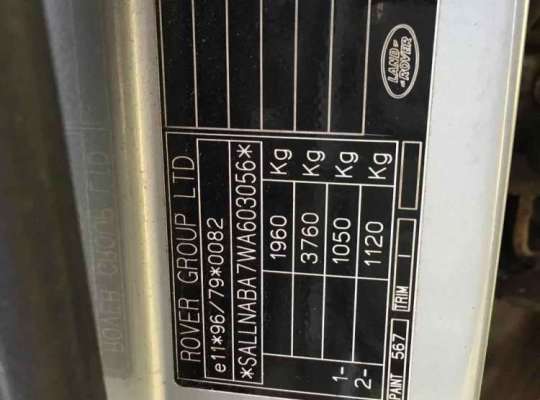 ROVER GROUP LTD
e11*96/79*0082
*SALLNABA7WA603056*
1960 Kg
3760 Kg
1- 1050 Kg
2- 1120 Kg
PAINT 567 TRIM
LAND-
-ROVER